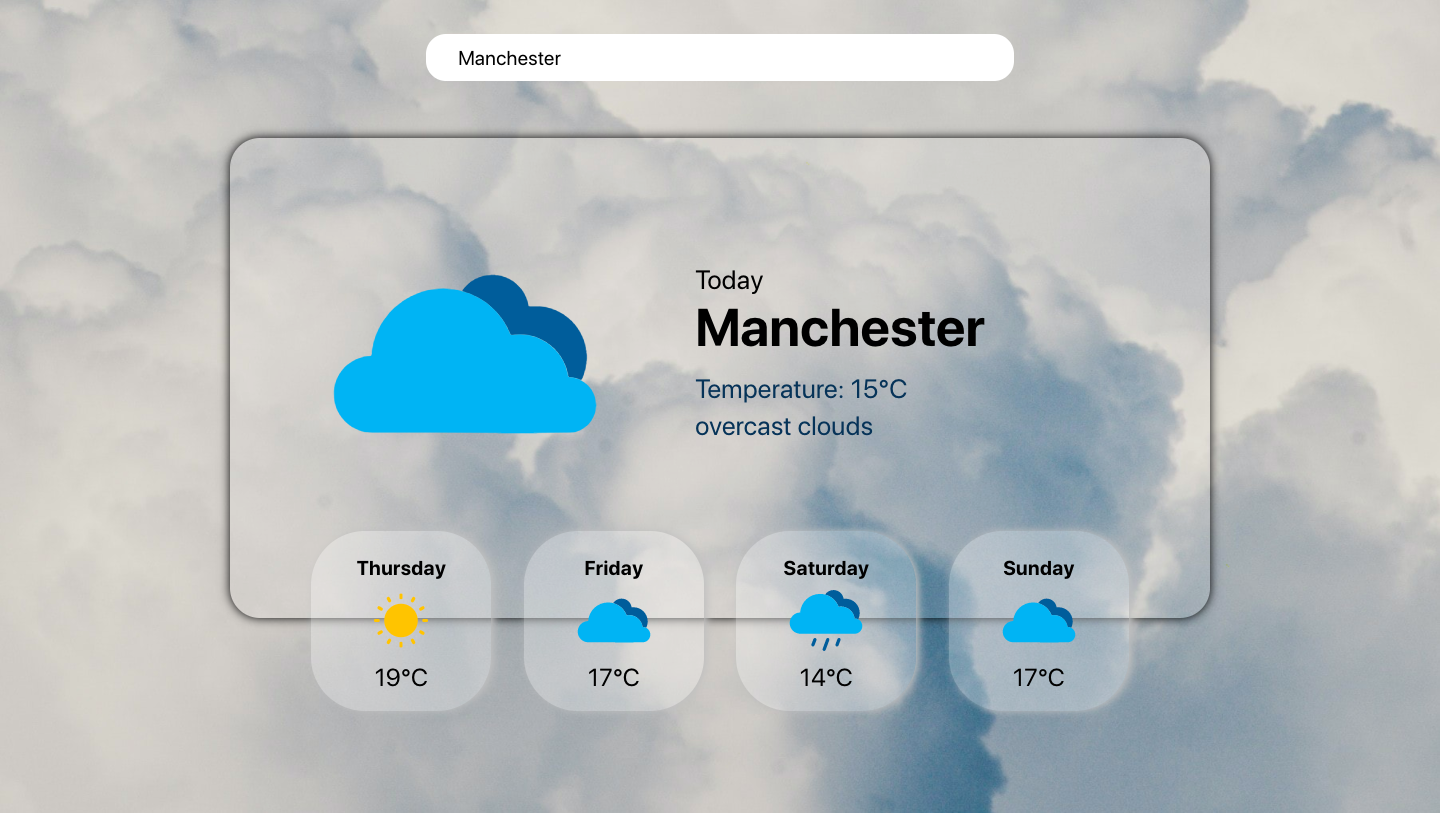 Manchester
Today
Manchester
Temperature: 15°C
overcast clouds
Thursday
19°C
Friday
17°C
Saturday
14°C
Sunday
17°C